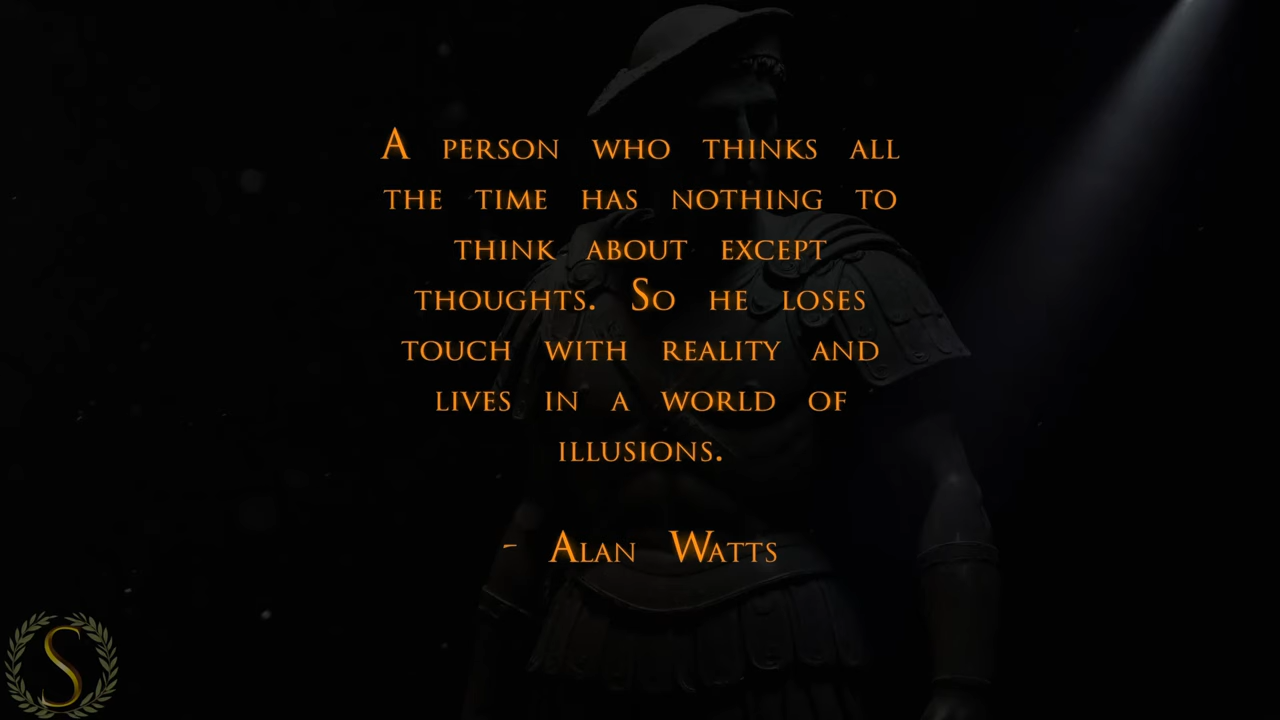 A person who thinks all
the time has nothing to
think about except
thoughts. So he loses
touch with reality and
lives in a world of
illusions.
- Alan Watts
S